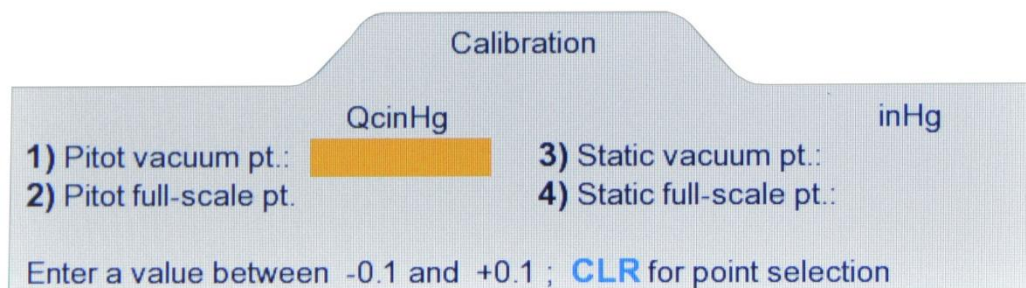 Calibration
QcinHg inHg
1) Pitot vacuum pt.: 3) Static vacuum pt.:
2) Pitot full-scale pt. 4) Static full-scale pt.:
Enter a value between -0.1 and +0.1 ; CLR for point selection